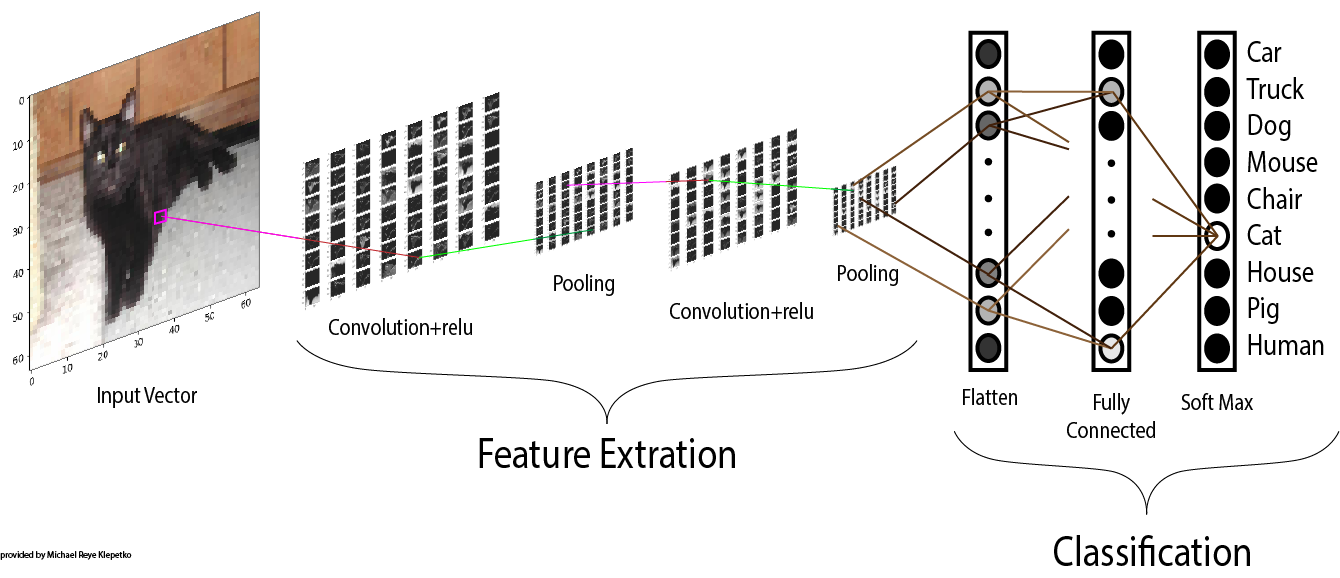 Car
Truck
Dog
Mouse
Chair
Cat
House
Pig
Human
0
10
20
30
40
50
60
0
10
20
30
40
50
60
Input Vector
Convolution+relu
Pooling
Convolution+relu
Pooling
Flatten
Fully
Connected
Soft Max
Feature Extration
Classification
provided by Michael Reye Klepetko